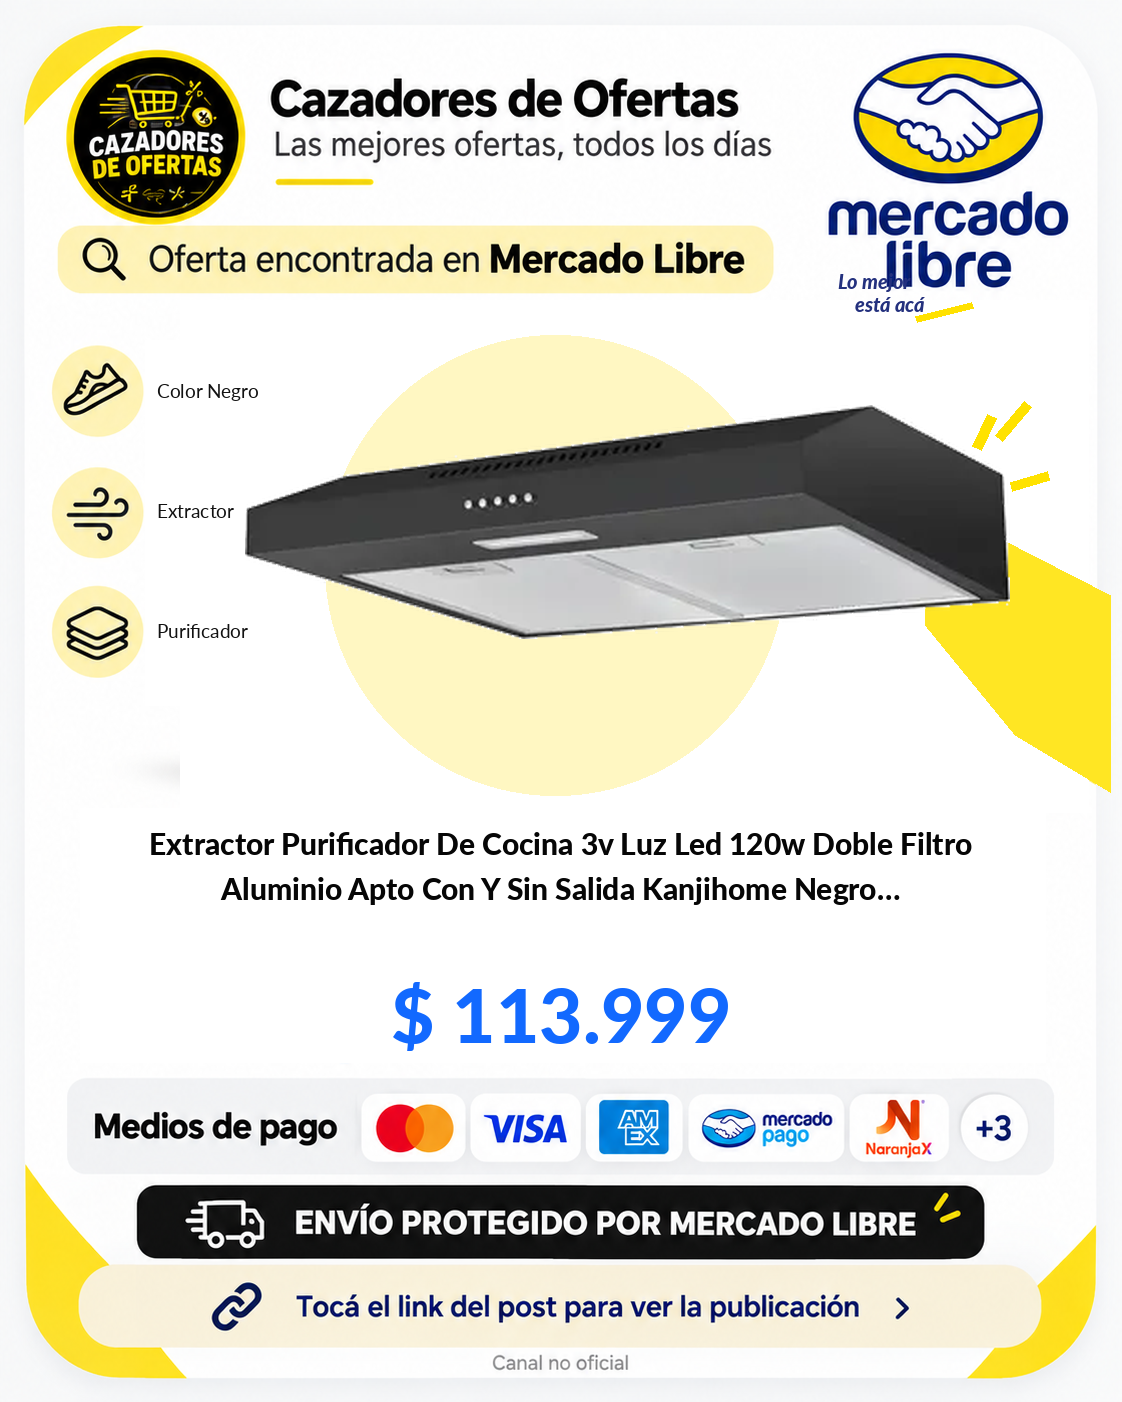 CAZADORES
DE OFERTAS
Cazadores de Ofertas
Las mejores ofertas, todos los días
mercado
libre
Lo mejor
está acá
Oferta encontrada en Mercado Libre
Color Negro
Extractor
Purificador
Extractor Purificador De Cocina 3v Luz Led 120w Doble Filtro
Aluminio Apto Con Y Sin Salida Kanjihome Negro...
$ 113.999
Medios de pago
VISA
AM
EX
mercado
pago
NaranjaX
+3
ENVÍO PROTEGIDO POR MERCADO LIBRE
Tocá el link del post para ver la publicación
Canal no oficial